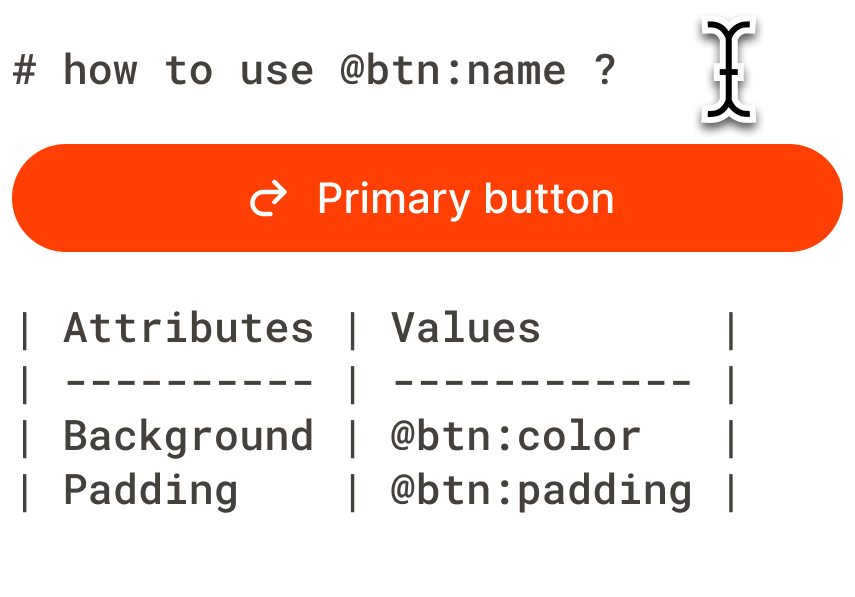 # how to use @btn:name ?
Primary button
| Attributes | Values       |
| ---------- | ------------ |
| Background | @btn:color   |
| Padding    | @btn:padding |